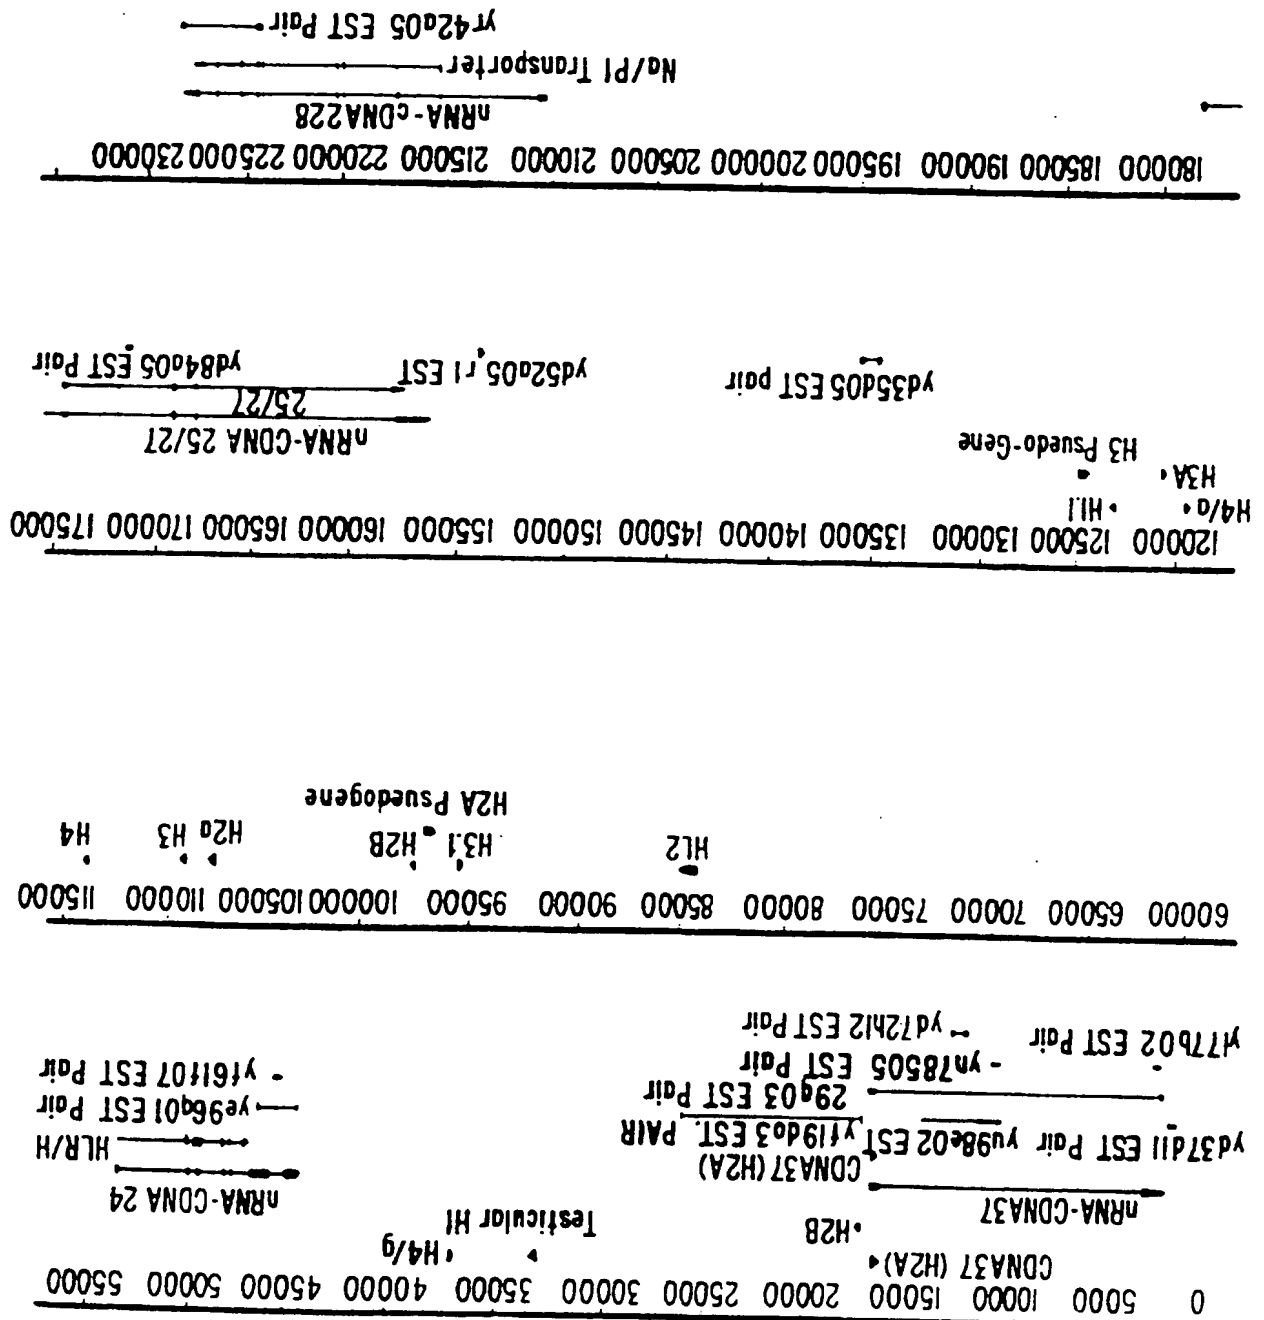 0 5000 10000 15000 20000 25000 30000 35000 40000 45000 50000 55000
CDNA37 (H2A)
H2B
Testicular H1
H4/g
nRNA-CDNA37
CDNA37 (H2A)
nRNA-CDNA 24
yd37d11 EST Pair
yu98e02 EST
yf19do3 EST. PAIR
HLR/H
29g03 EST Pair
ye96q01 EST Pair
yn78505 EST Pair
yf61f07 EST Pair
yl77b02 EST Pair
yd72h12 EST Pair
60000 65000 70000 75000 80000 85000 90000 95000 100000 105000 110000 115000
HL2
H3.1
H2B
H2a
H3
H4
H2A Psuedogene
120000 125000 130000 135000 140000 145000 150000 155000 160000 165000 170000 175000
H4/a
H1.1
H3A
H3 Psuedo-Gene
nRNA-CDNA 25/27
25/27
yd35d05 EST pair
yd52a05.r1 EST
yd84a05 EST Pair
180000 185000 190000 195000 200000 205000 210000 215000 220000 225000 230000
nRNA-cDNA228
Na/P1 Transporter
yr42a05 EST Pair